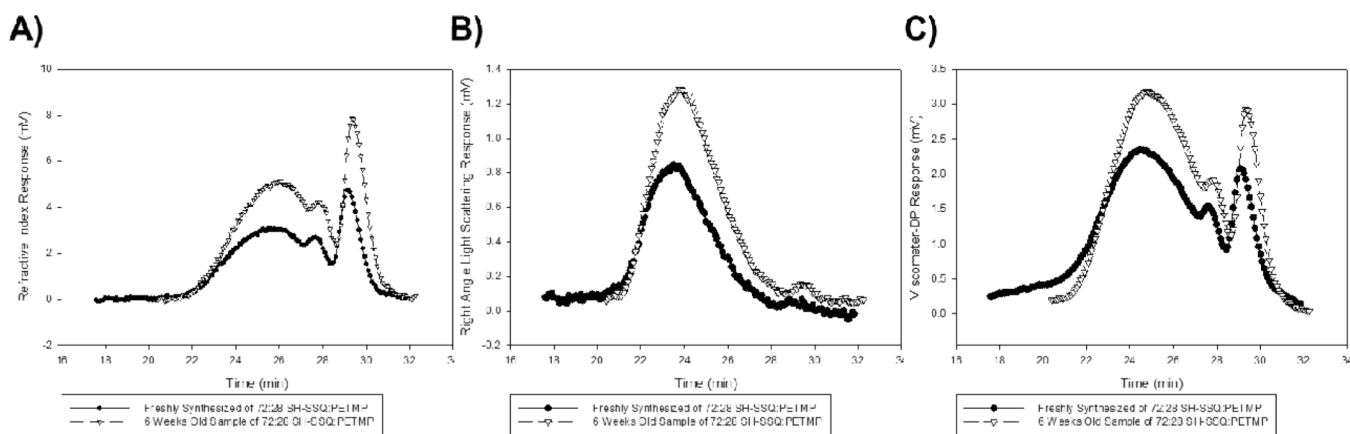 A)
B)
C)
Refractive Index Response (mV)
10
8
6
4
2
0
-2
16 18 20 22 24 26 28 30 32 34
Time (min)
Freshly Synthesized of 72:28 SH-SSQ:PETMP
6 Weeks Old Sample of 72:28 SH-SSQ:PETMP
Right Angle Light Scattering Response (mV)
1.4
1.2
1.0
0.8
0.6
0.4
0.2
0.0
-0.2
16 18 20 22 24 26 28 30 32 34
Time (min)
Freshly Synthesized of 72:28 SH-SSQ:PETMP
6 Weeks Old Sample of 72:28 SH-SSQ:PETMP
Viscometer-DP Response (mV)
3.5
3.0
2.5
2.0
1.5
1.0
0.5
0.0
16 18 20 22 24 26 28 30 32 34
Time (min)
Freshly Synthesized of 72:28 SH-SSQ:PETMP
6 Weeks Old Sample of 72:28 SH-SSQ:PETMP